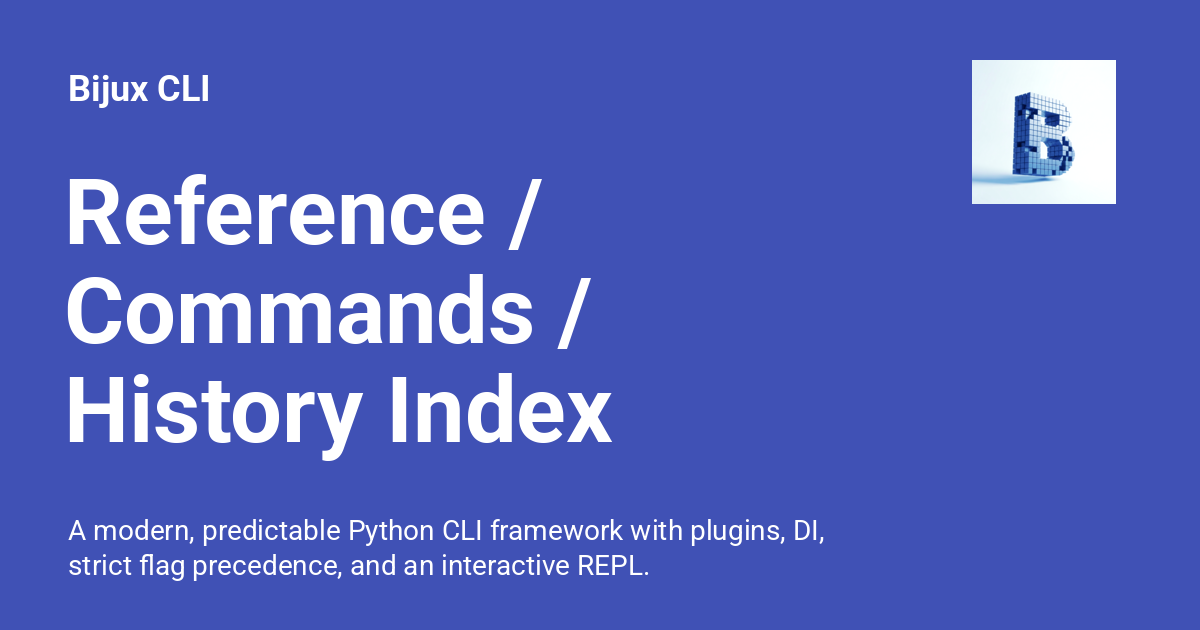 Bijux CLI
Reference /
Commands /
History Index
A modern, predictable Python CLI framework with plugins, DI,
strict flag precedence, and an interactive REPL.
B